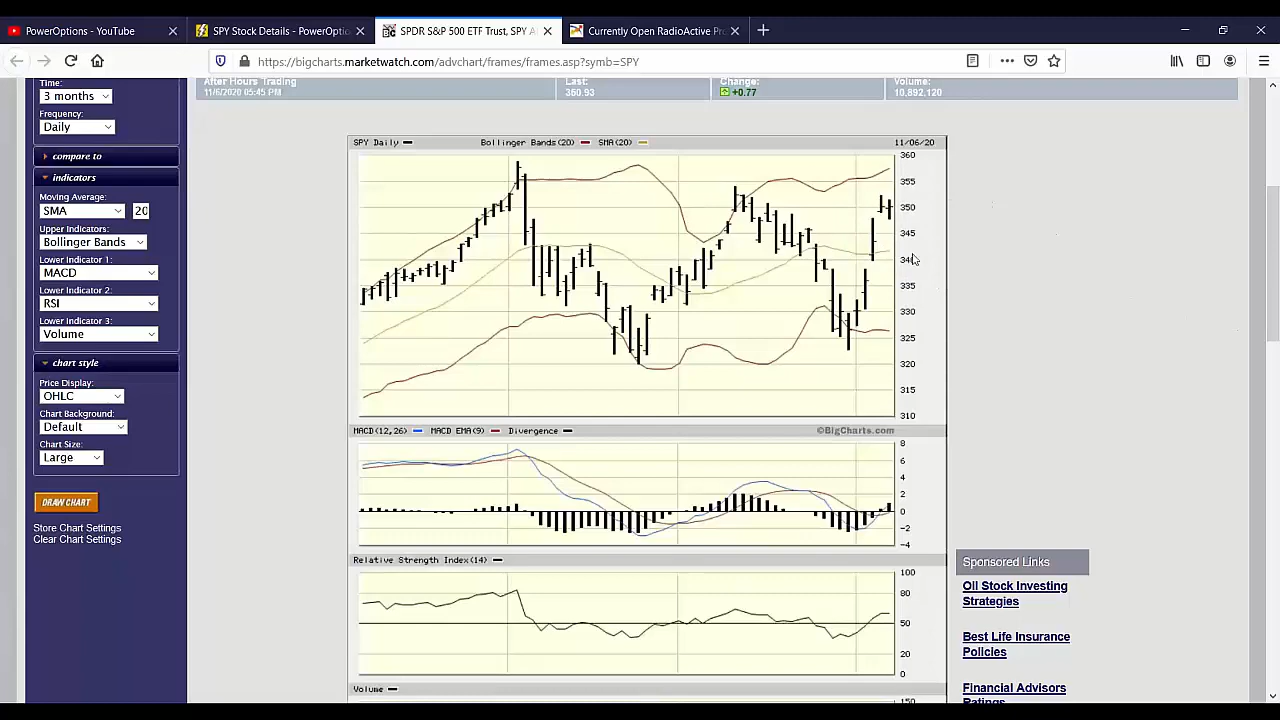 PowerOptions - YouTube
SPY Stock Details - PowerOptio
SPDR S&P 500 ETF Trust, SPY A
Currently Open RadioActive Pr
https://bigcharts.marketwatch.com/advchart/frames/frames.asp?symb=SPY
Time:
3 months
Frequency:
Daily
compare to
indicators
Moving Average:
SMA
20
Upper Indicators:
Bollinger Bands
Lower Indicator 1:
MACD
Lower Indicator 2:
RSI
Lower Indicator 3:
Volume
chart style
Price Display:
OHLC
Chart Background:
Default
Chart Size:
Large
DRAW CHART
Store Chart Settings
Clear Chart Settings
After Hours Trading
11/6/2020 05:45 PM
Last:
Change:
+0.77
Volume:
10,892,120
SPY Daily
Bollinger Bands(20)
SMA(20)
11/06/20
360
355
350
345
335
330
325
320
315
310
MACD(12,26)
MACD EMA(9)
Divergence
©BigCharts.com
8
6
4
2
0
-2
-4
Relative Strength Index(14)
100
80
50
20
0
Volume
150
Sponsored Links
Oil Stock Investing
Strategies
Best Life Insurance
Policies
Financial Advisors
Ratings